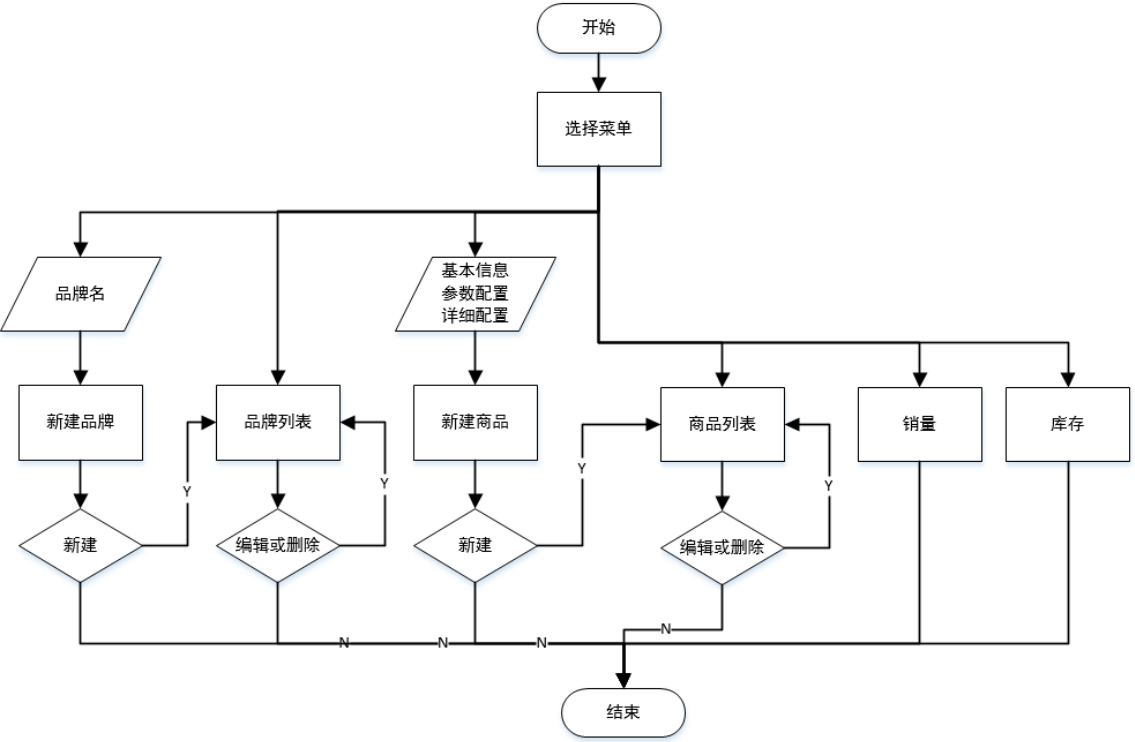 开始
选择菜单
品牌名
基本信息
参数配置
详细配置
新建品牌
品牌列表
新建商品
商品列表
销量
库存
Y
Y
Y
Y
新建
编辑或删除
新建
编辑或删除
N
N
N
N
结束